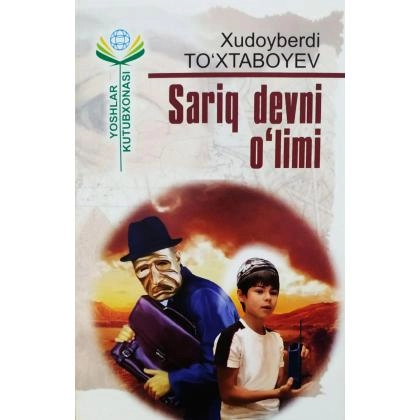 Xudoyberdi
TO‘XTABOYEV
YOSHLAR
KUTUBXONASI
Sariq devni
o‘limi